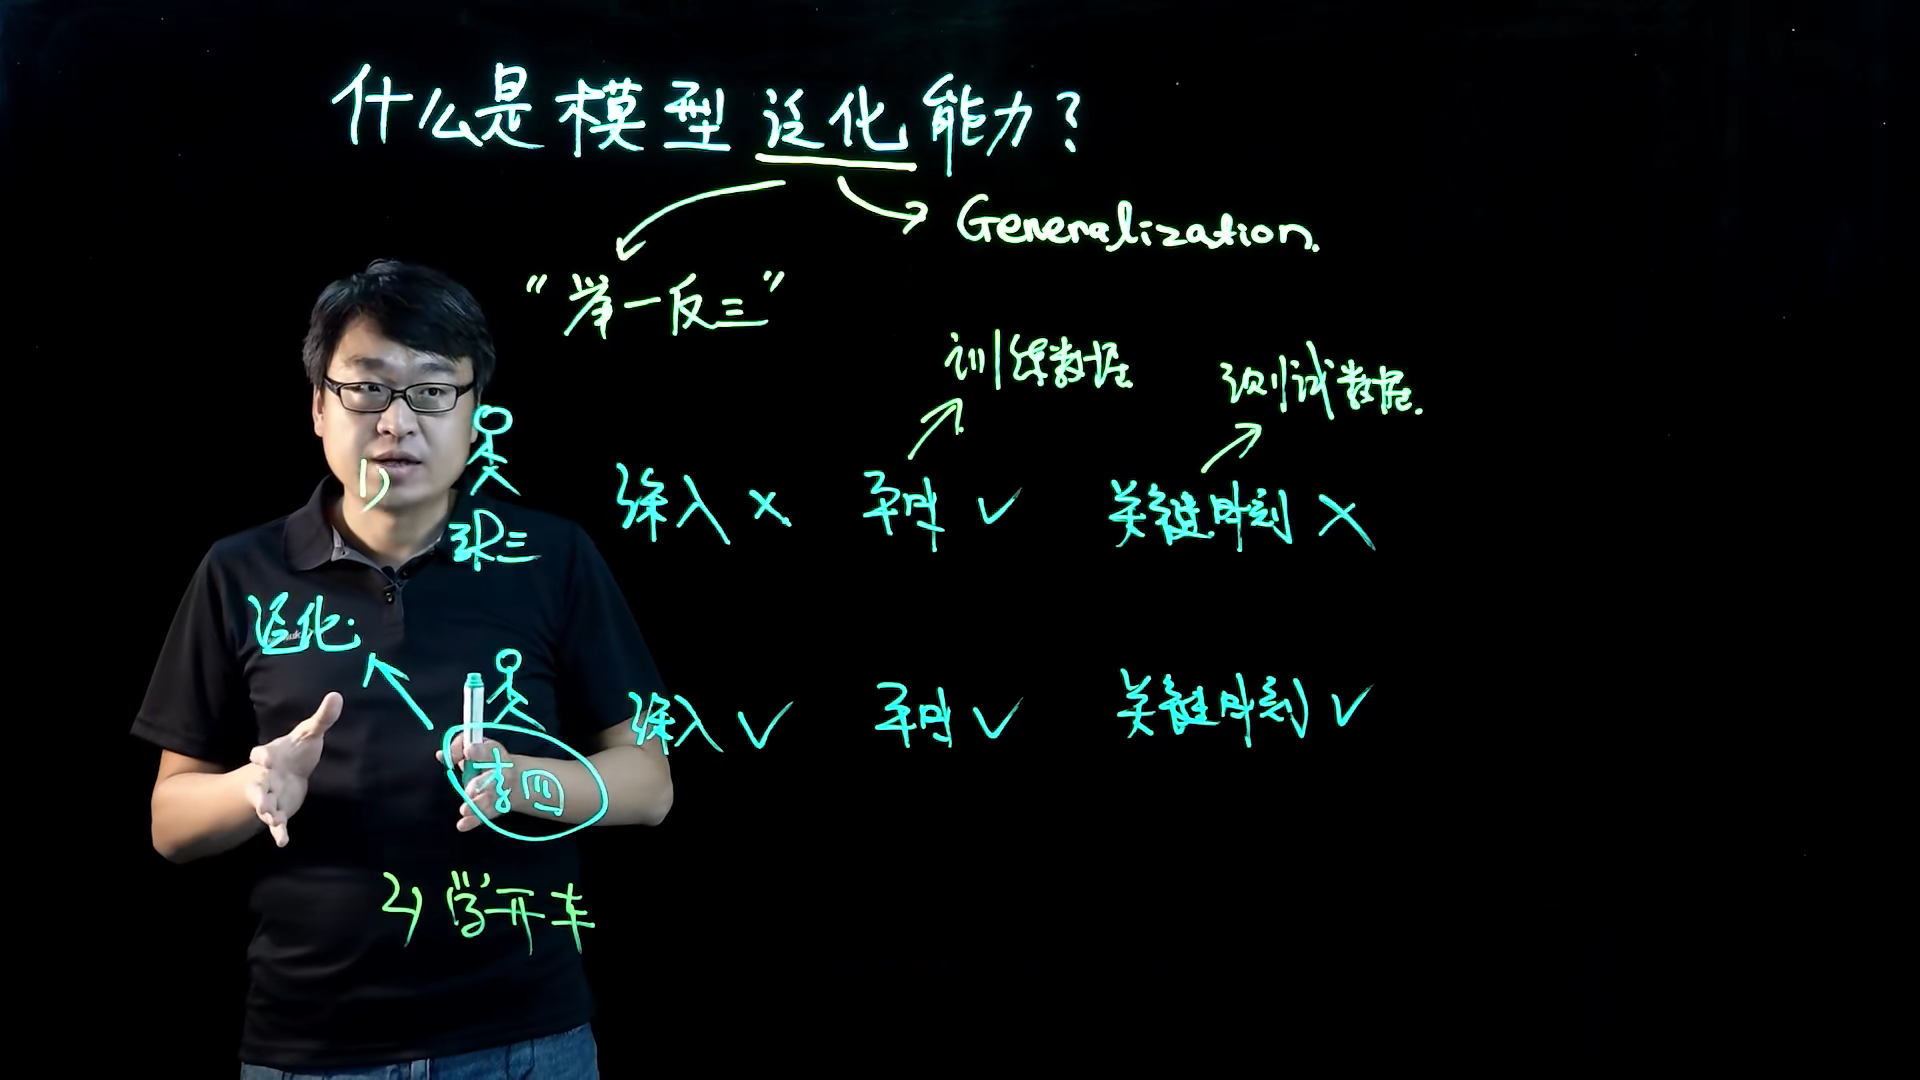 什么是模型泛化能力?
Generalization.
"举一反三"
训练数据
测试数据.
1)
深入 × 平时 ✓ 关键时刻 ×
张三
泛化.
深入 ✓ 平时 ✓ 关键时刻 ✓
李四
2) 学开车